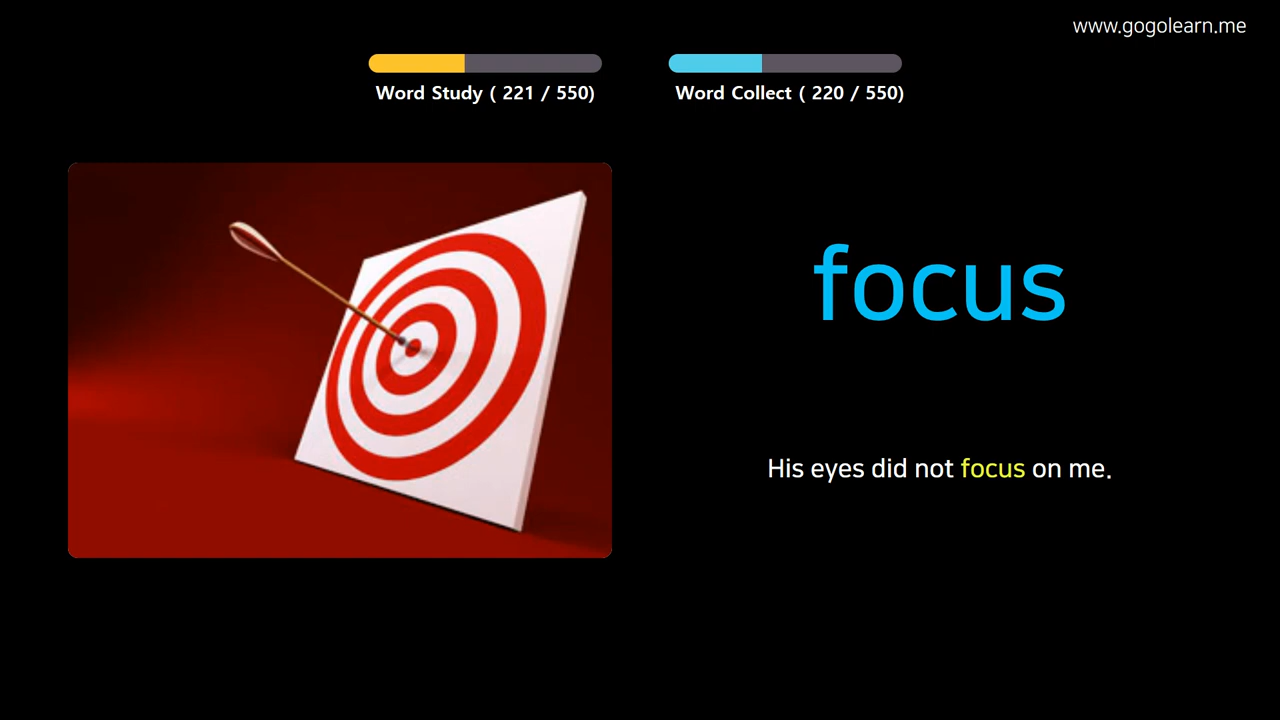 www.gogolearn.me
Word Study ( 221 / 550)
Word Collect ( 220 / 550)
focus
His eyes did not focus on me.